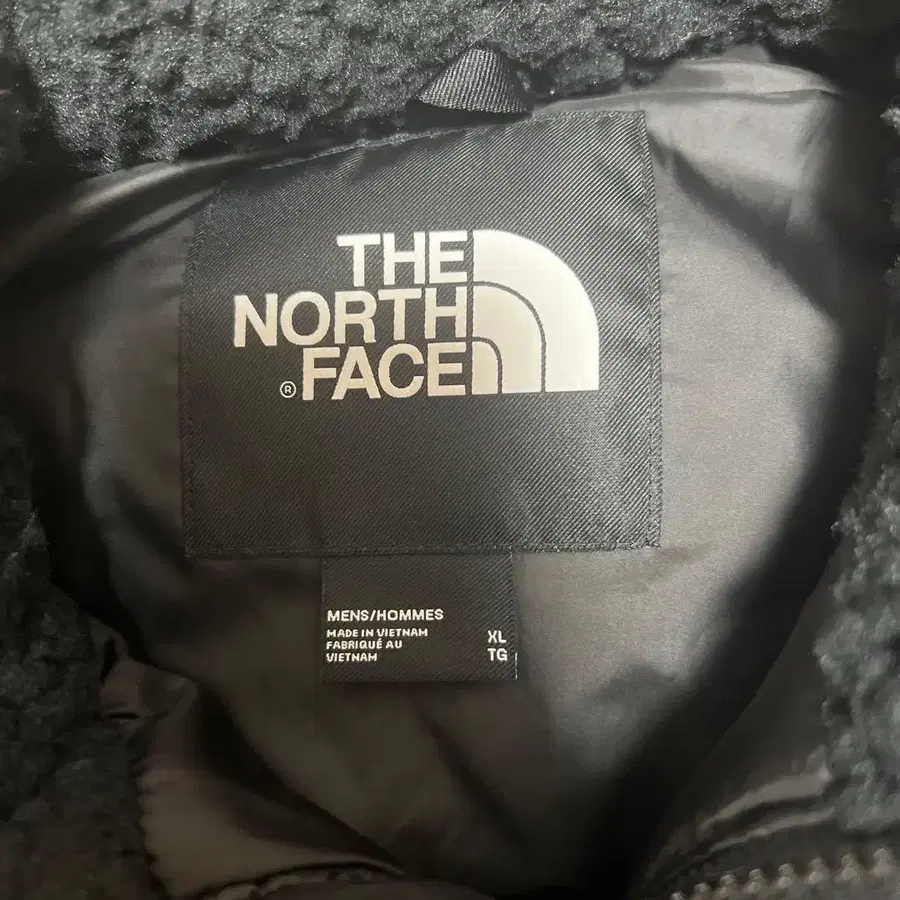 THE
NORTH
® FACE
MENS/HOMMES
MADE IN VIETNAM
FABRIQUÉ AU
VIETNAM
XL
TG